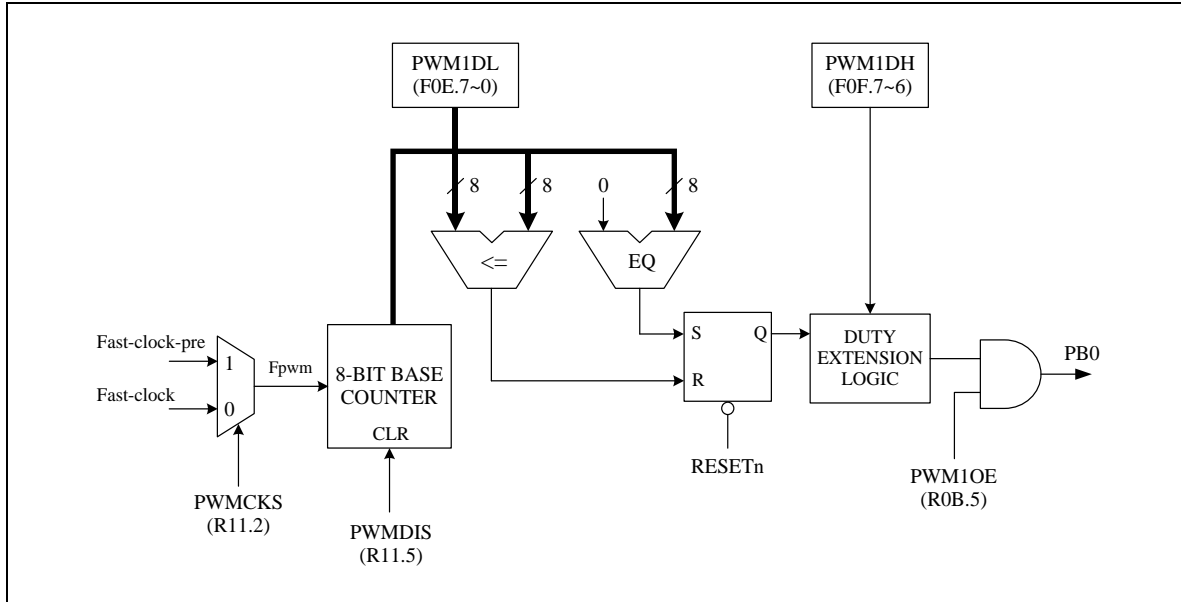 PWM1DL
(F0E.7~0)
PWM1DH
(F0F.7~6)
8
8
0
8
<=
EQ
Fast-clock-pre
1
Fpwm
Fast-clock
0
8-BIT BASE
COUNTER
CLR
S
Q
R
DUTY
EXTENSION
LOGIC
PB0
RESETn
PWM1OE
(R0B.5)
PWMCKS
(R11.2)
PWMDIS
(R11.5)